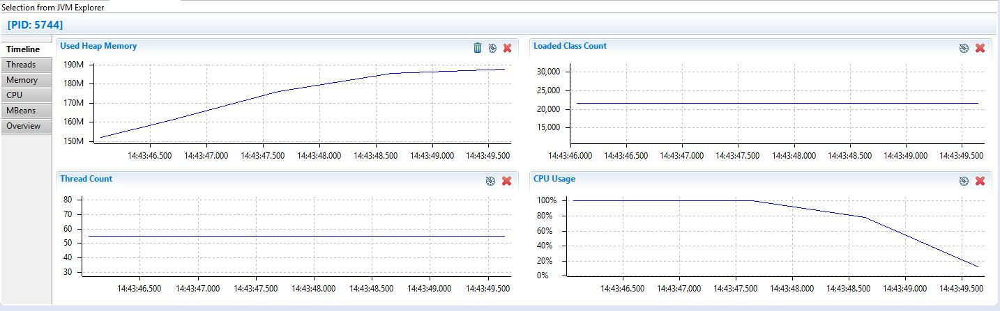 Selection from JVM Explorer
[PID: 5744]
Timeline
Threads
Memory
CPU
MBeans
Overview
Used Heap Memory
190M
180M
170M
160M
150M
14:43:46.500 14:43:47.000 14:43:47.500 14:43:48.000 14:43:48.500 14:43:49.000 14:43:49.500
Loaded Class Count
30,000
25,000
20,000
15,000
14:43:46.000 14:43:46.500 14:43:47.000 14:43:47.500 14:43:48.000 14:43:48.500 14:43:49.000 14:43:49.500
Thread Count
80
70
60
50
40
30
14:43:46.500 14:43:47.000 14:43:47.500 14:43:48.000 14:43:48.500 14:43:49.000 14:43:49.500
CPU Usage
100%
80%
60%
40%
20%
0%
14:43:46.500 14:43:47.000 14:43:47.500 14:43:48.000 14:43:48.500 14:43:49.000 14:43:49.500